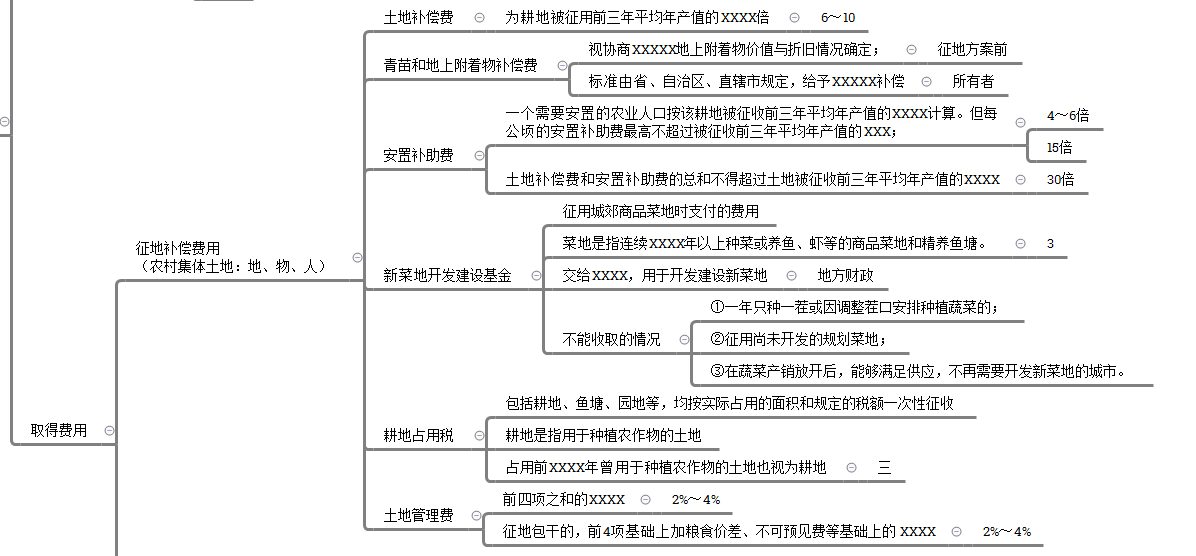 土地补偿费
为耕地被征用前三年平均年产值的XXXX倍
6～10
青苗和地上附着物补偿费
视协商XXXXX地上附着物价值与折旧情况确定；
征地方案前
标准由省、自治区、直辖市规定，给予XXXXX补偿
所有者
安置补助费
一个需要安置的农业人口按该耕地被征收前三年平均年产值的XXXX计算。但每
公顷的安置补助费最高不超过被征收前三年平均年产值的XXX；
4～6倍
15倍
土地补偿费和安置补助费的总和不得超过土地被征收前三年平均年产值的XXXX
30倍
征地补偿费用
（农村集体土地：地、物、人）
新菜地开发建设基金
征用城郊商品菜地时支付的费用
菜地是指连续XXXX年以上种菜或养鱼、虾等的商品菜地和精养鱼塘。
3
交给XXXX，用于开发建设新菜地
地方财政
不能收取的情况
①一年只种一茬或因调整茬口安排种植蔬菜的；
②征用尚未开发的规划菜地；
③在蔬菜产销放开后，能够满足供应，不再需要开发新菜地的城市。
取得费用
耕地占用税
包括耕地、鱼塘、园地等，均按实际占用的面积和规定的税额一次性征收
耕地是指用于种植农作物的土地
占用前XXXX年曾用于种植农作物的土地也视为耕地
三
土地管理费
前四项之和的XXXX
2%～4%
征地包干的，前4项基础上加粮食价差、不可预见费等基础上的 XXXX
2%～4%